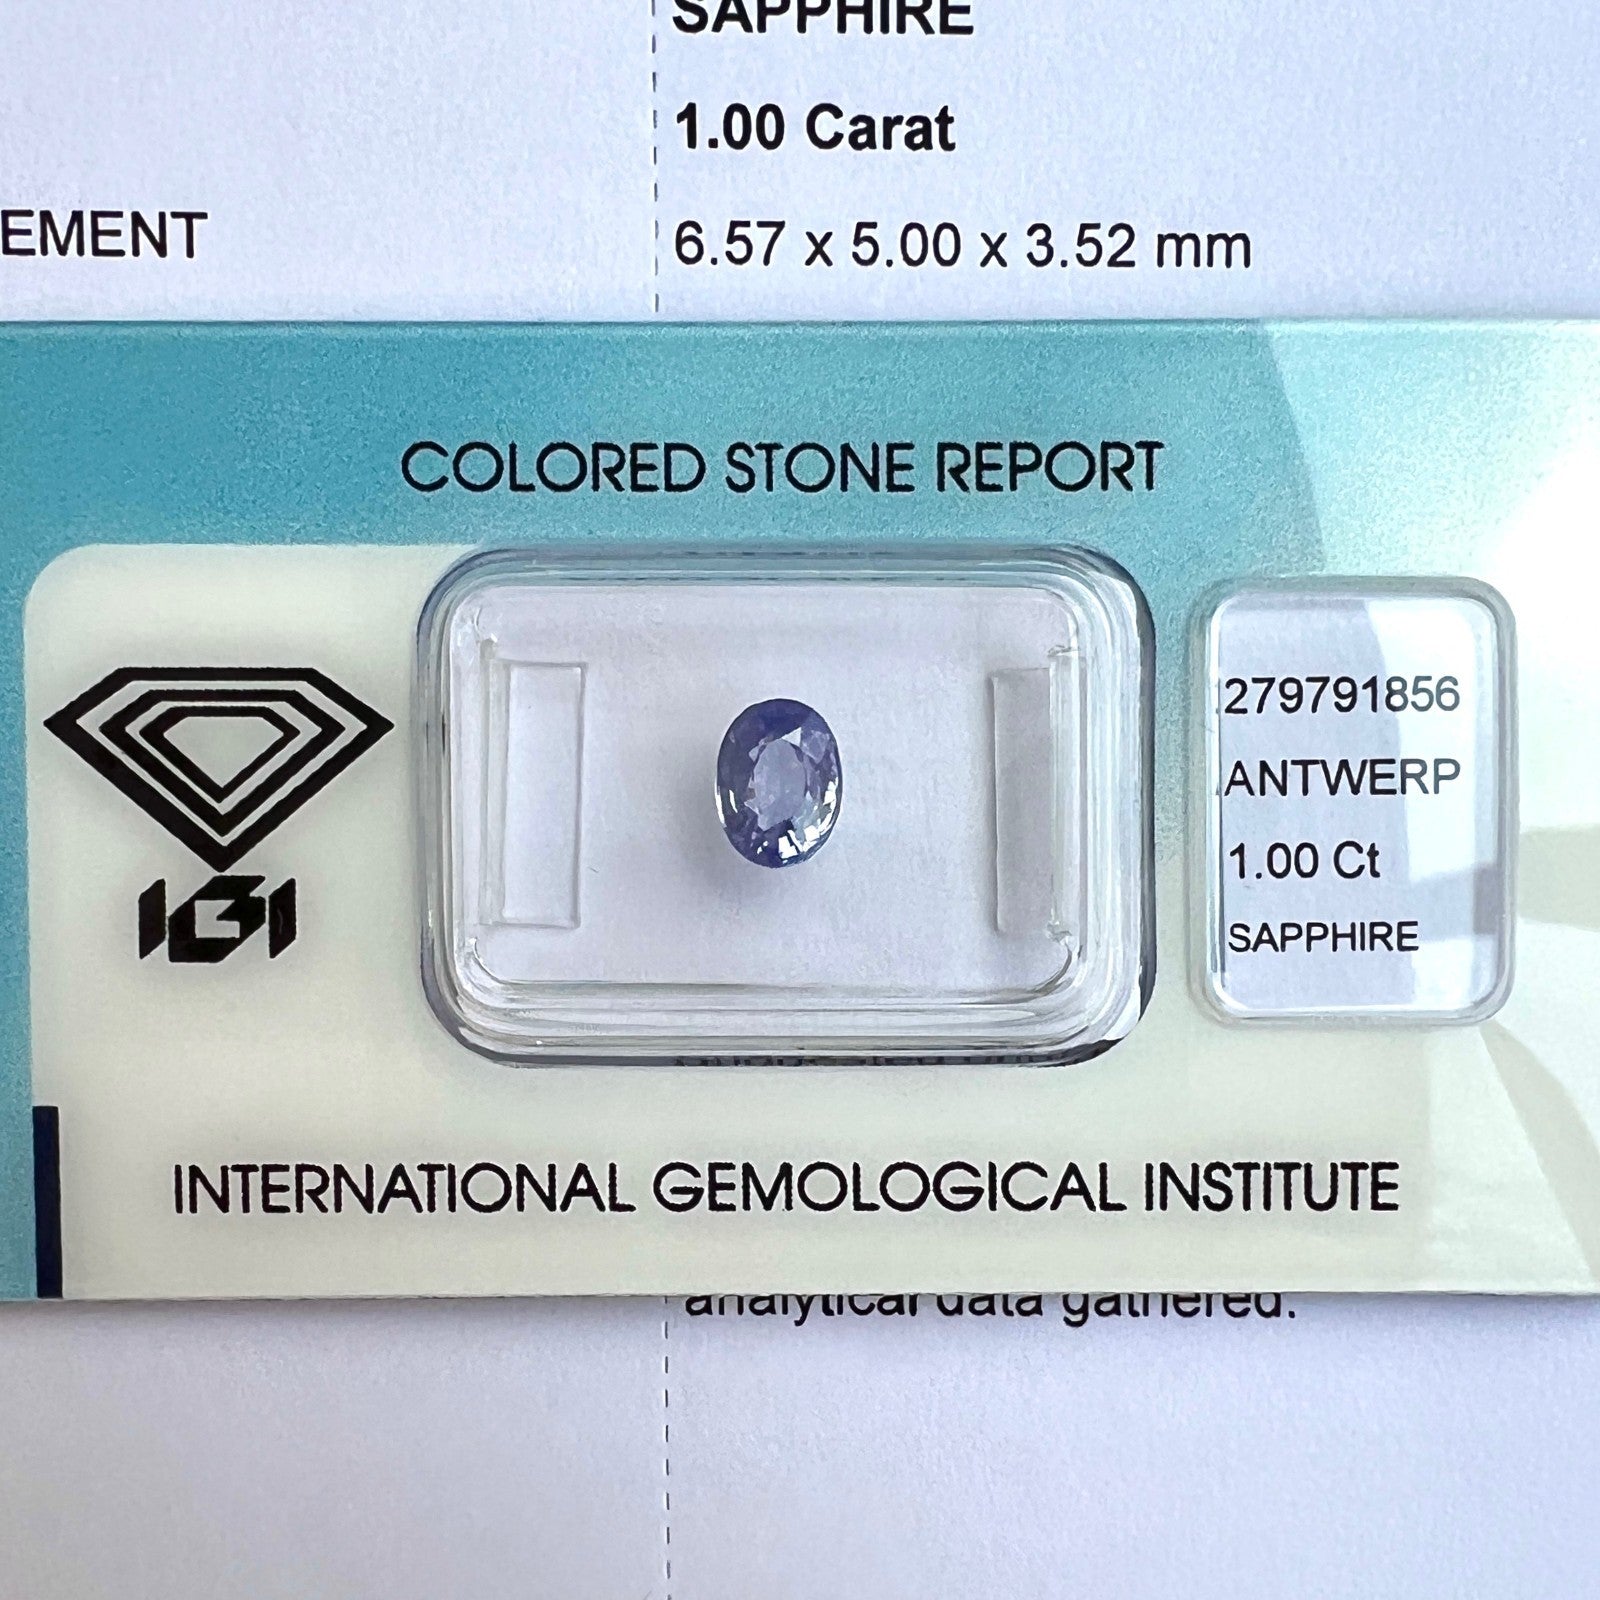 SAPPHIRE
1.00 Carat
EMENT 6.57 x 5.00 x 3.52 mm
COLORED STONE REPORT
IGI
279791856
ANTWERP
1.00 Ct
SAPPHIRE
INTERNATIONAL GEMOLOGICAL INSTITUTE
analytical data gathered.